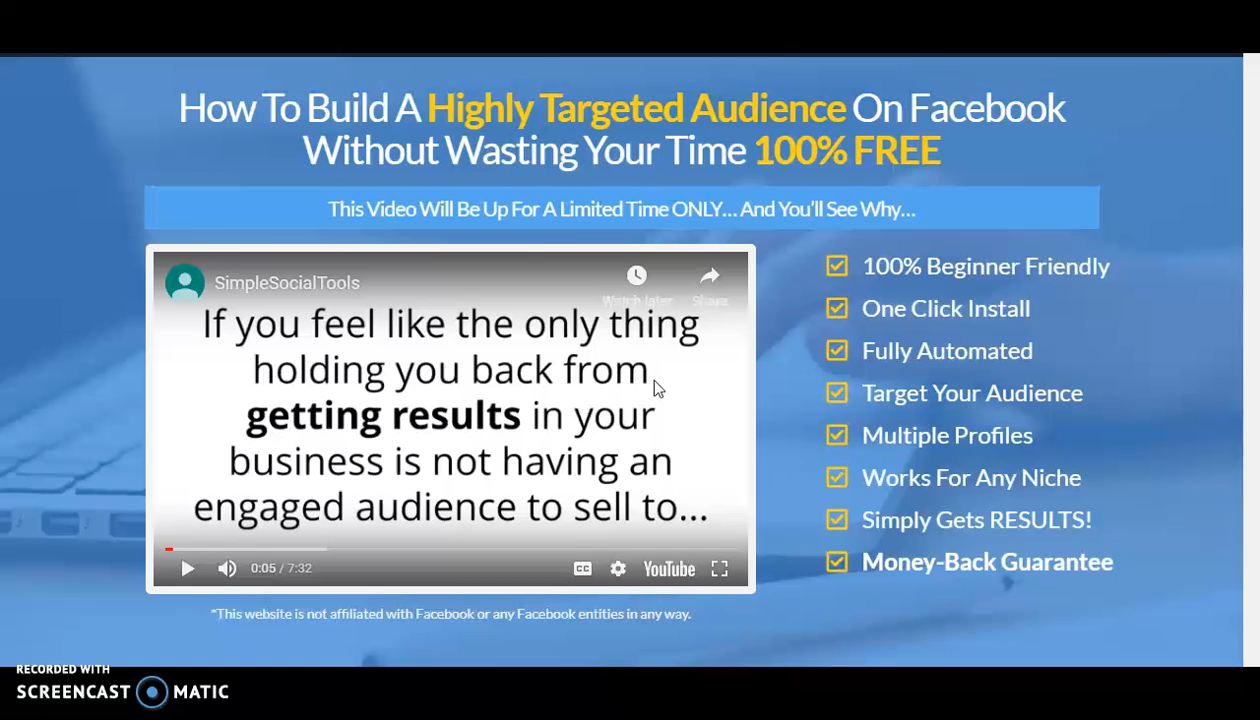 How To Build A Highly Targeted Audience On Facebook
Without Wasting Your Time 100% FREE
This Video Will Be Up For A Limited Time ONLY... And You'll See Why...
SimpleSocialTools
Watch later
Share
If you feel like the only thing
holding you back from
getting results in your
business is not having an
engaged audience to sell to...
0:05 / 7:32
CC
YouTube
100% Beginner Friendly
One Click Install
Fully Automated
Target Your Audience
Multiple Profiles
Works For Any Niche
Simply Gets RESULTS!
Money-Back Guarantee
*This website is not affiliated with Facebook or any Facebook entities in any way.
RECORDED WITH
SCREENCAST MATIC